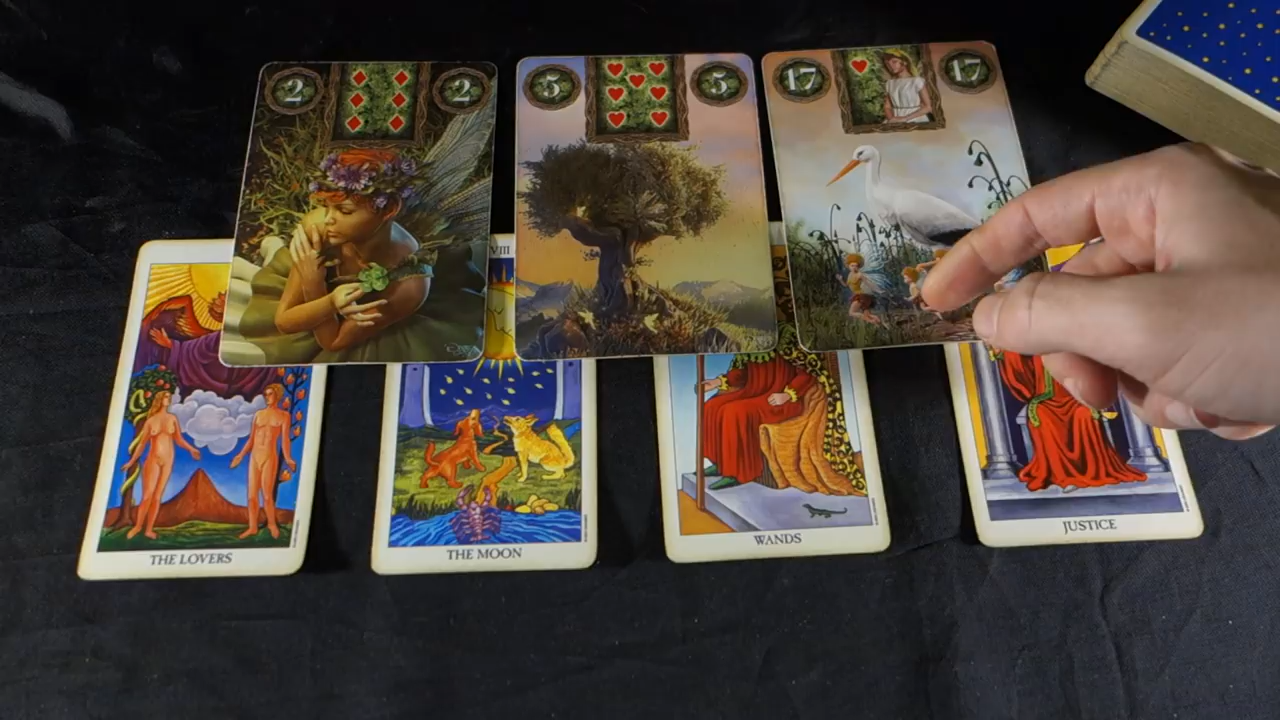 2 2
5 5
17 17
VIII
THE LOVERS
THE MOON
WANDS
JUSTICE